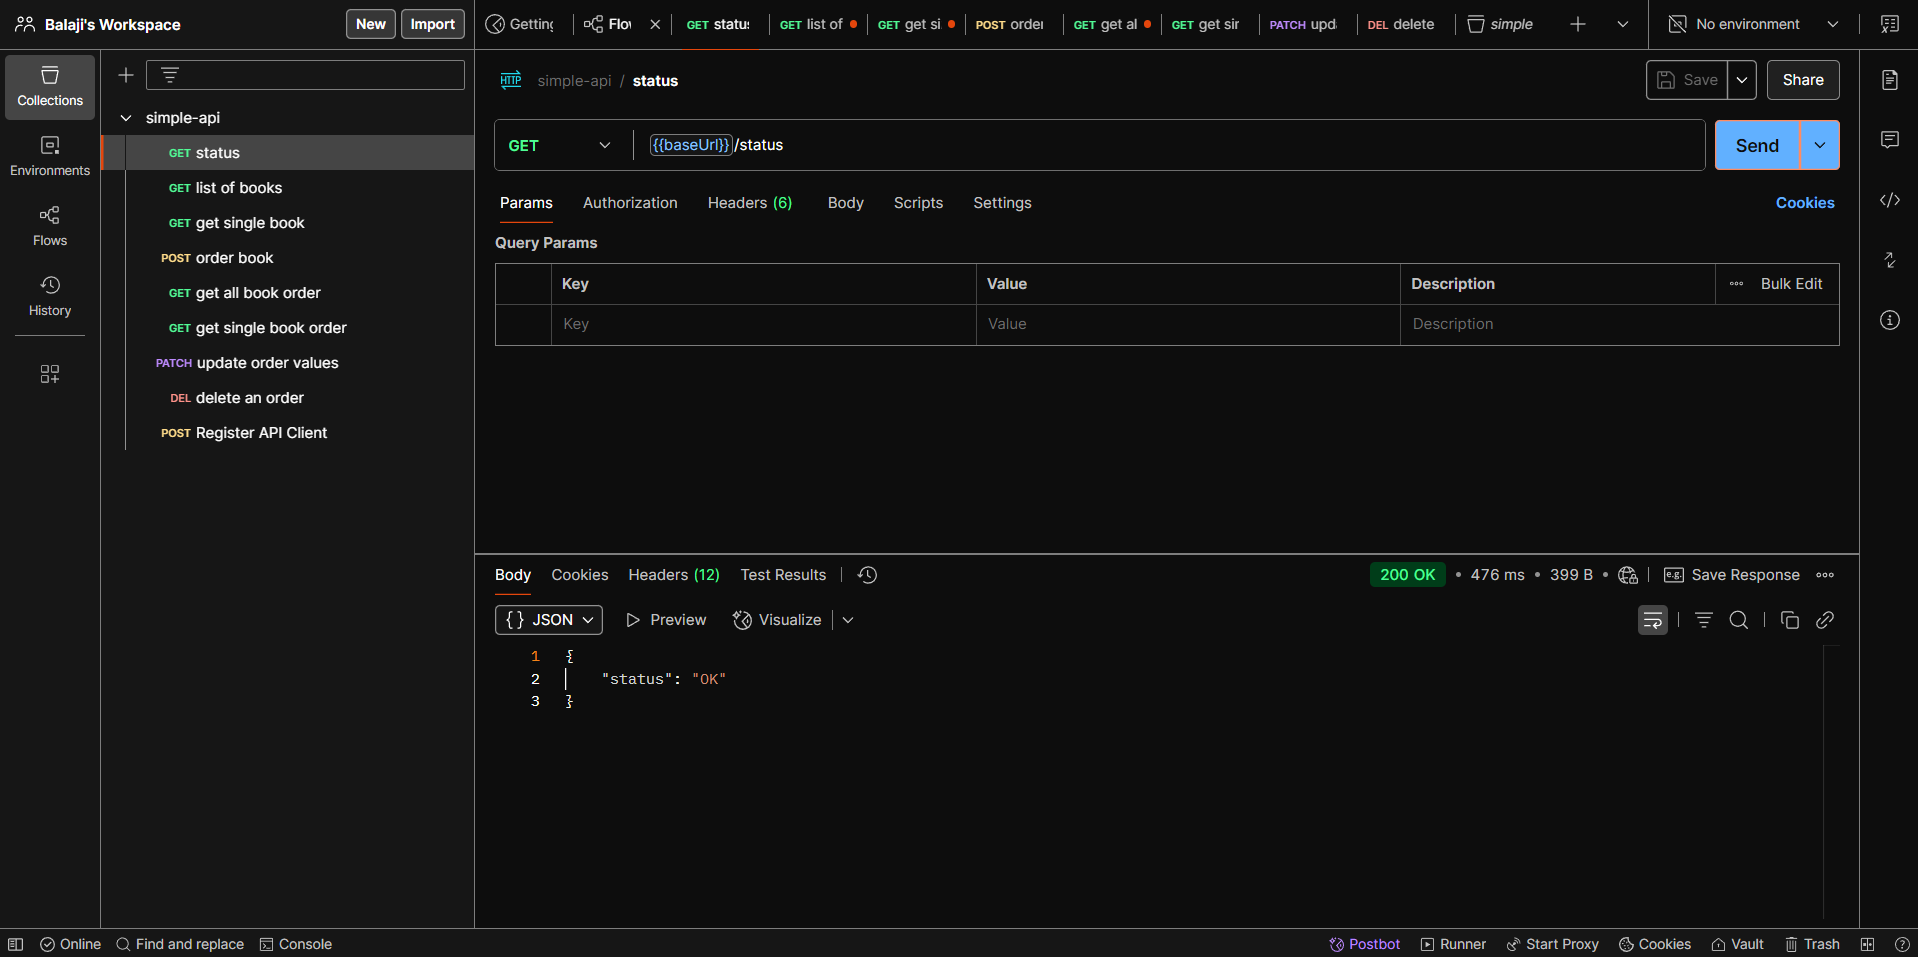 Balaji's Workspace New Import Getting Flow GET status GET list of GET get si POST order GET get al GET get sin PATCH upd DEL delete simple No environment
Collections
Environments
Flows
History
simple-api
GET status
GET list of books
GET get single book
POST order book
GET get all book order
GET get single book order
PATCH update order values
DEL delete an order
POST Register API Client
HTTP simple-api / status Save Share
GET {{baseUrl}}/status Send
Params Authorization Headers (6) Body Scripts Settings Cookies
Query Params
Key Value Description Bulk Edit
Key Value Description
Body Cookies Headers (12) Test Results 200 OK • 476 ms • 399 B • e.g. Save Response
{} JSON Preview Visualize
1 {
2 "status": "OK"
3 }
Online Find and replace Console Postbot Runner Start Proxy Cookies Vault Trash